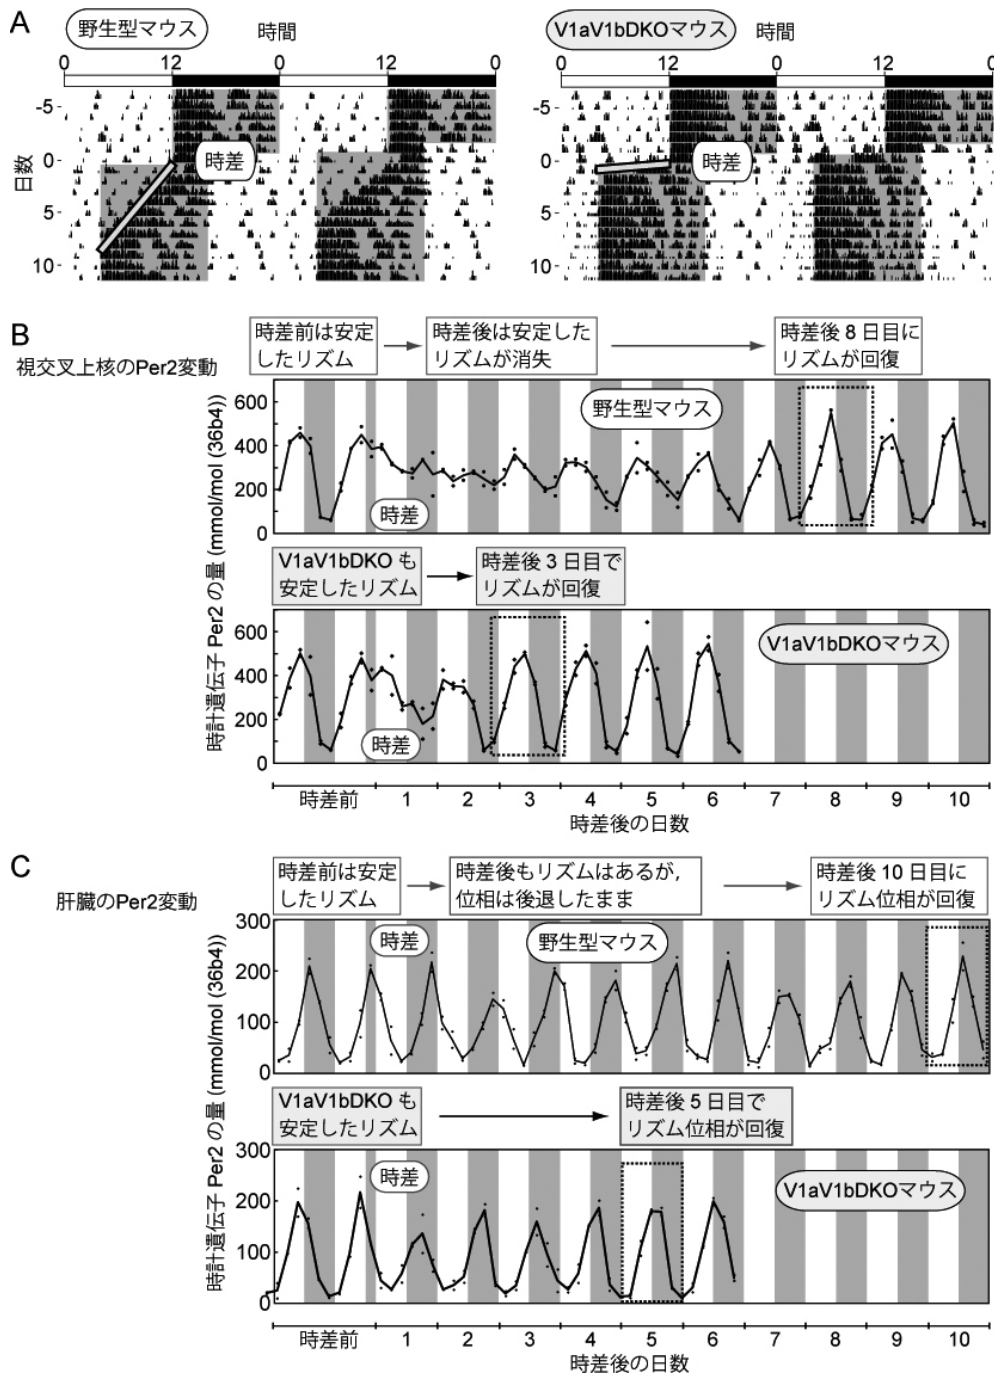 A
野生型マウス
時間
V1aV1bDKOマウス
時間
0
12
0
12
0
0
12
0
12
0
日数
-5
0
5
10
時差
-5
0
5
10
時差
B
視交叉上核のPer2変動
時差前は安定
したリズム
時差後は安定した
リズムが消失
時差後 8 日目に
リズムが回復
時計遺伝子 Per2 の量 (mmol/mol (36b4))
600
400
200
0
野生型マウス
時差
V1aV1bDKO も
安定したリズム
時差後 3 日目で
リズムが回復
600
400
200
0
V1aV1bDKOマウス
時差
時差前
1
2
3
4
5
6
7
8
9
10
時差後の日数
C
肝臓のPer2変動
時差前は安定
したリズム
時差後もリズムはあるが,
位相は後退したまま
時差後 10 日目に
リズム位相が回復
時計遺伝子 Per2 の量 (mmol/mol (36b4))
300
200
100
0
時差
野生型マウス
V1aV1bDKO も
安定したリズム
時差後 5 日目で
リズム位相が回復
300
200
100
0
時差
V1aV1bDKOマウス
時差前
1
2
3
4
5
6
7
8
9
10
時差後の日数